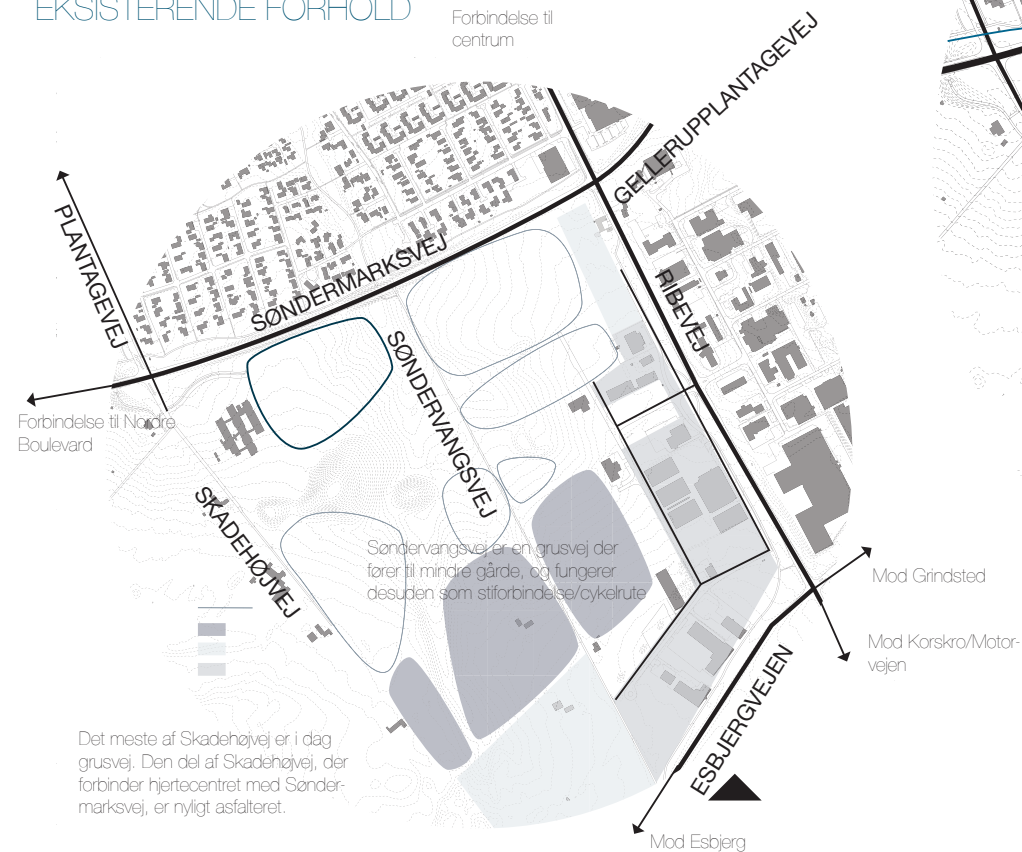 EKSISTERENDE FORHOLD
Forbindelse til
centrum
GELLERUPPLANTAGEVEJ
PLANTAGEVEJ
SØNDERMARKSVEJ
RIBEVEJ
SØNDERVANGSVEJ
Forbindelse til Nordre
Boulevard
SKADEHØJVEJ
Søndervangsvej er en grusvej der
fører til mindre gårde, og fungerer
desuden som stiforbindelse/cykelrute
Mod Grindsted
Mod Korskro/Motor-
vejen
ESBJERGVEJEN
Det meste af Skadehøjvej er i dag
grusvej. Den del af Skadehøjvej, der
forbinder hjertecentret med Sønder-
marksvej, er nyligt asfalteret.
Mod Esbjerg